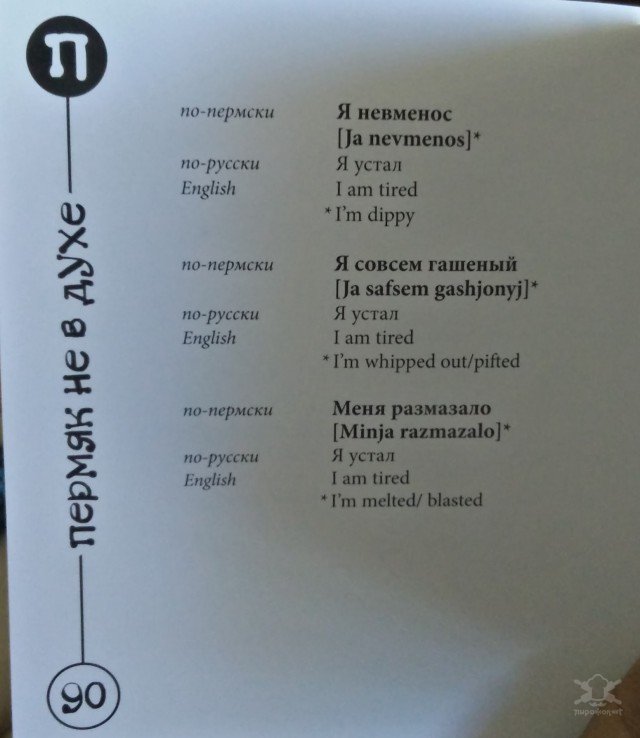 П
пермяк не в духе
90
по-пермски Я невменос
[Ja nevmenos]*
по-русски Я устал
English I am tired
* I'm dippy
по-пермски Я совсем гашеный
[Ja safsem gashjonyj]*
по-русски Я устал
English I am tired
* I'm whipped out/pifted
по-пермски Меня размазало
[Minja razmazalo]*
по-русски Я устал
English I am tired
* I'm melted/ blasted